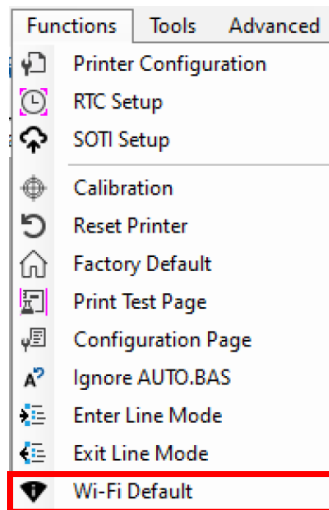 Functions Tools Advanced
Printer Configuration
RTC Setup
SOTI Setup
Calibration
Reset Printer
Factory Default
Print Test Page
Configuration Page
Ignore AUTO.BAS
Enter Line Mode
Exit Line Mode
Wi-Fi Default